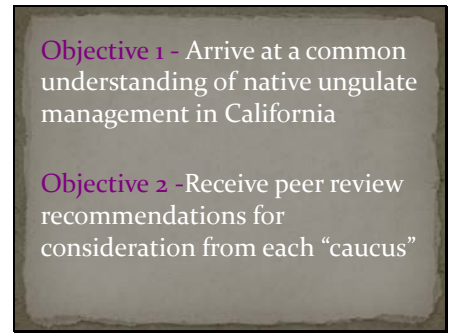 Objective 1 - Arrive at a common
understanding of native ungulate
management in California
Objective 2 -Receive peer review
recommendations for
consideration from each “caucus”